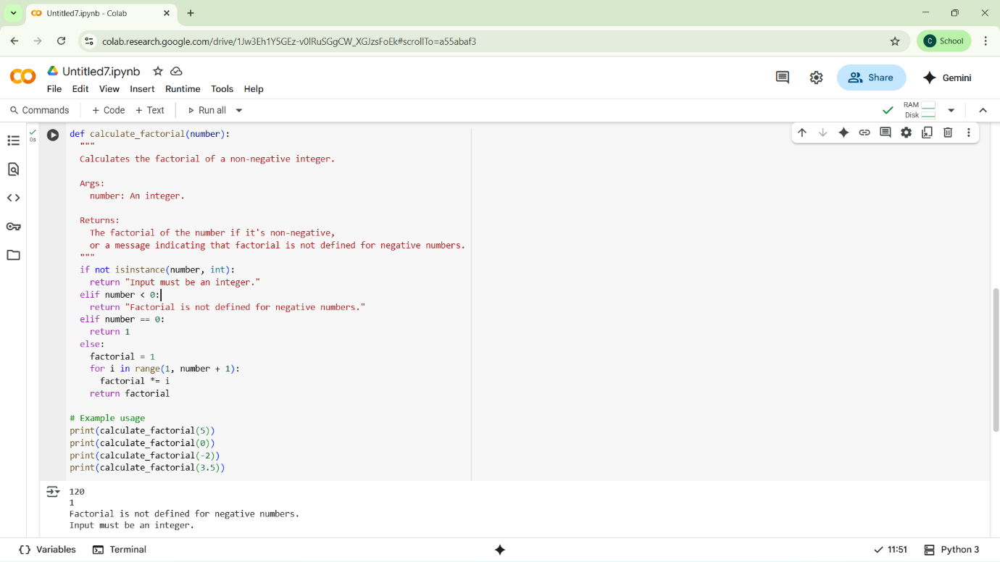 Untitled7.ipynb - Colab
colab.research.google.com/drive/1Jw3Eh1Y5GEz-v0lRuSGgCW_XGJzsFoEk#scrollTo=a55abaf3
C School
Untitled7.ipynb
File Edit View Insert Runtime Tools Help
Share
Gemini
Commands + Code + Text Run all
RAM
Disk
0s
def calculate_factorial(number):
"""
Calculates the factorial of a non-negative integer.
Args:
number: An integer.
Returns:
The factorial of the number if it's non-negative,
or a message indicating that factorial is not defined for negative numbers.
"""
if not isinstance(number, int):
return "Input must be an integer."
elif number < 0:
return "Factorial is not defined for negative numbers."
elif number == 0:
return 1
else:
factorial = 1
for i in range(1, number + 1):
factorial *= i
return factorial
# Example usage
print(calculate_factorial(5))
print(calculate_factorial(0))
print(calculate_factorial(-2))
print(calculate_factorial(3.5))
120
1
Factorial is not defined for negative numbers.
Input must be an integer.
{} Variables Terminal 11:51 Python 3